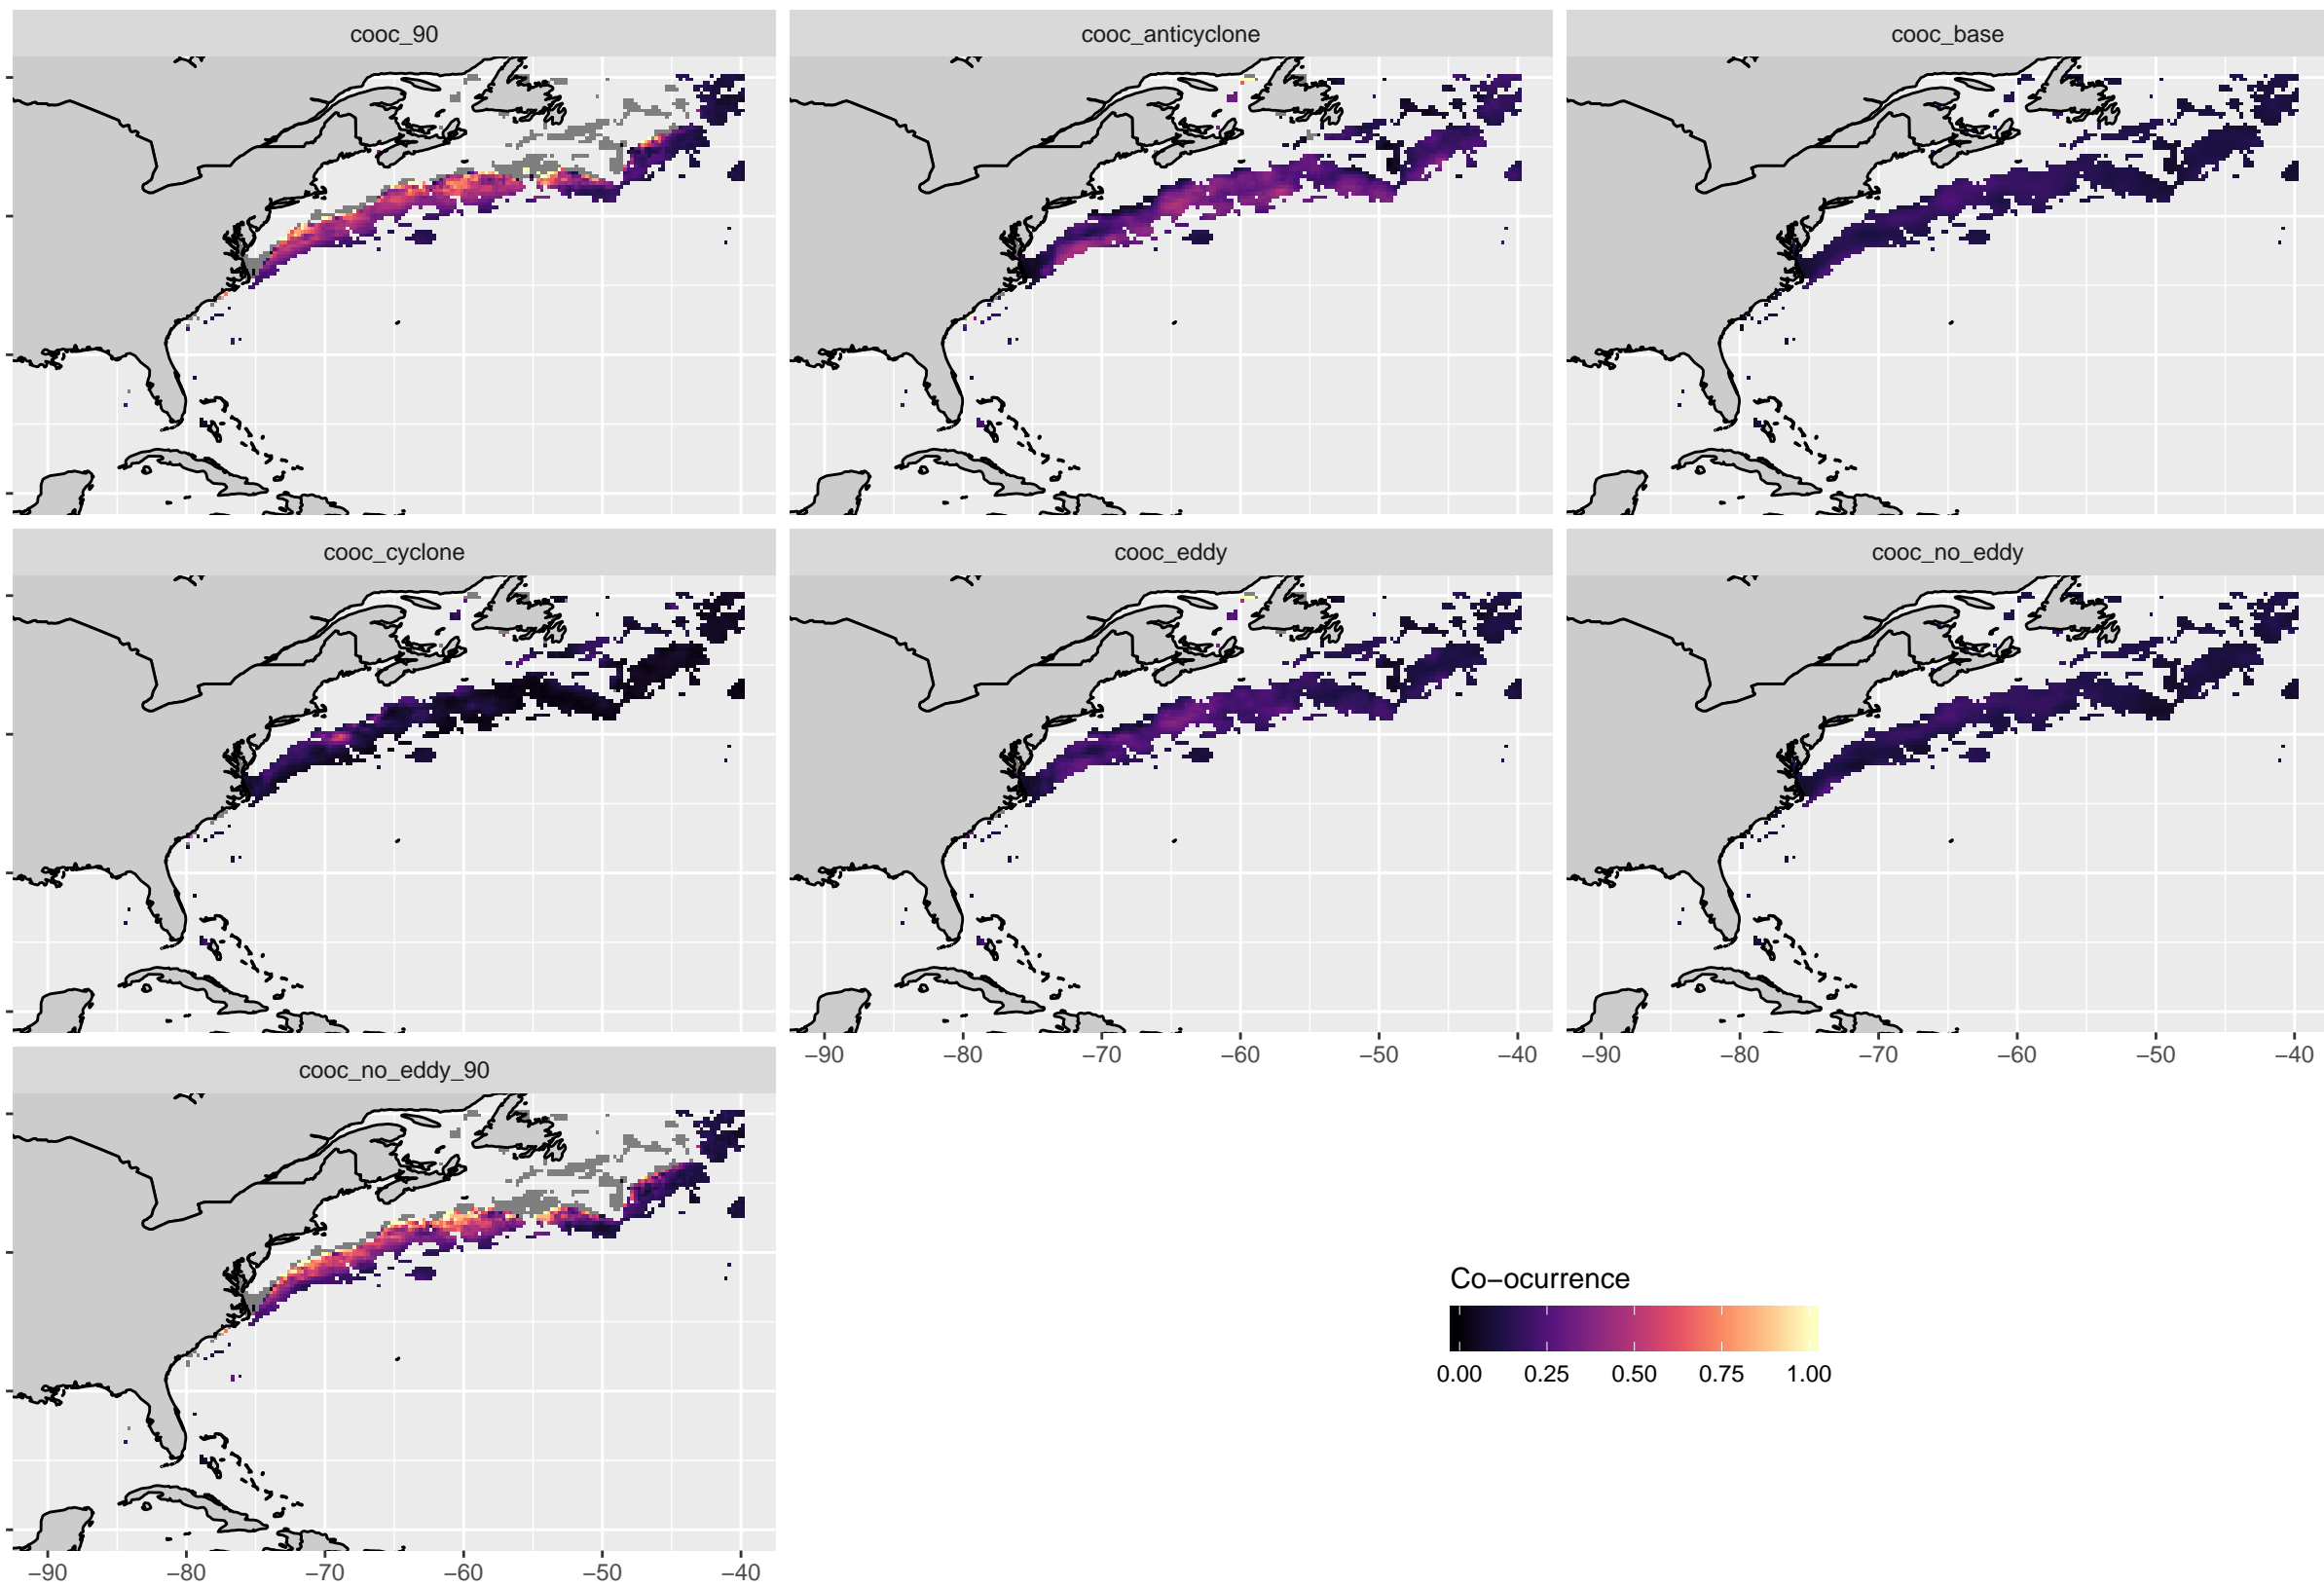 cooc_90
cooc_anticyclone
cooc_base
cooc_cyclone
cooc_eddy
cooc_no_eddy
−90 −80 −70 −60 −50 −40
−90 −80 −70 −60 −50 −40
cooc_no_eddy_90
Co−ocurrence
0.00 0.25 0.50 0.75 1.00
−90 −80 −70 −60 −50 −40